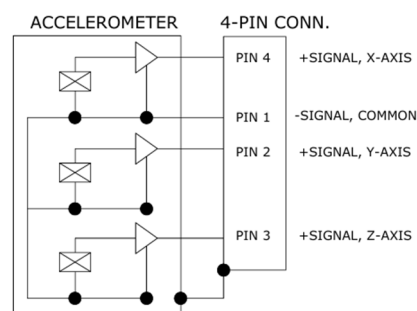 ACCELEROMETER 4-PIN CONN.
PIN 4 +SIGNAL, X-AXIS
PIN 1 -SIGNAL, COMMON
PIN 2 +SIGNAL, Y-AXIS
PIN 3 +SIGNAL, Z-AXIS